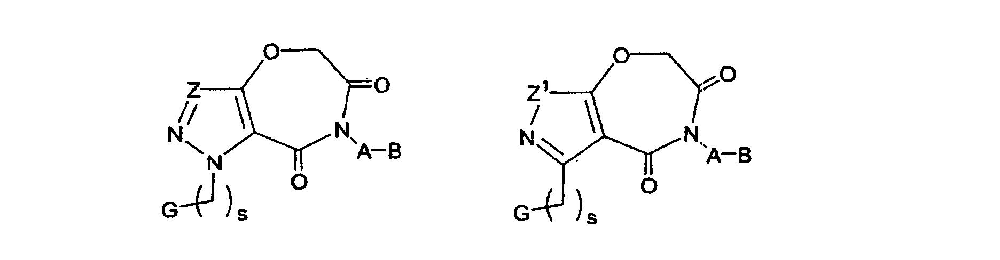 O O
Z O Z¹ O
N N N N
A–B A–B
N
O O
G ( ) s G ( ) s